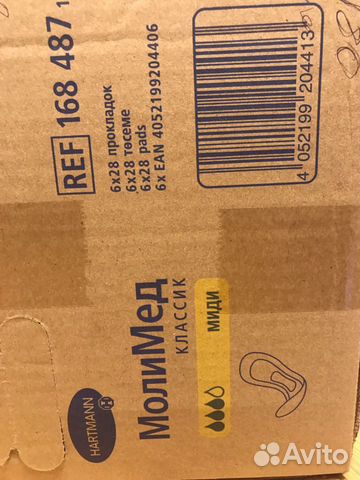 REF 168 487
6x28 прокладок
6x28 төсеме
6x28 pads
6x EAN 4052199204406
4 052199 204413
HARTMANN
МолиМед
КЛАССИК
МИДИ
Avito